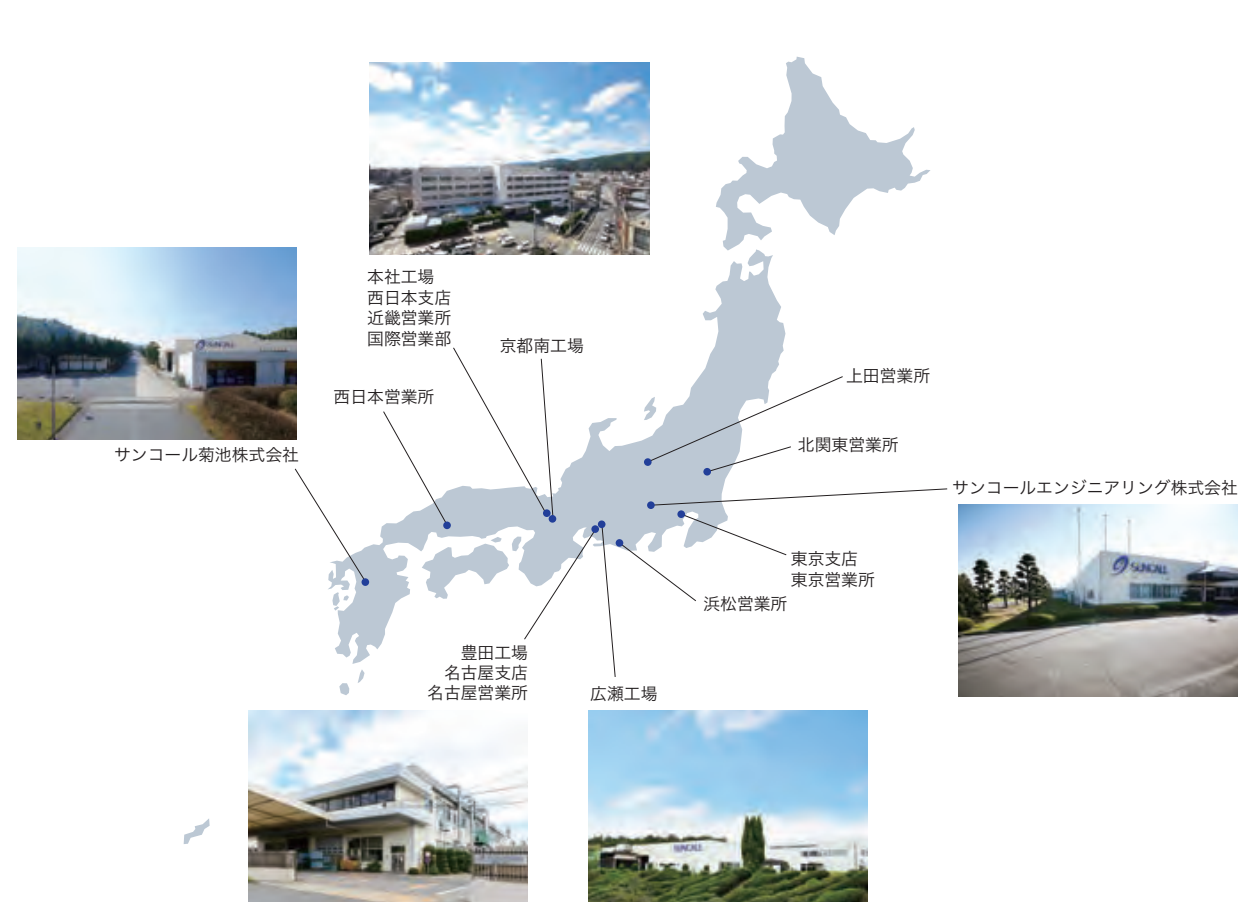 本社工場
西日本支店
近畿営業所
国際営業部
京都南工場
SUNCALL
西日本営業所
上田営業所
サンコール菊池株式会社
北関東営業所
サンコールエンジニアリング株式会社
SUNCALL
東京支店
東京営業所
浜松営業所
豊田工場
名古屋支店
名古屋営業所
広瀬工場
SUNCALL